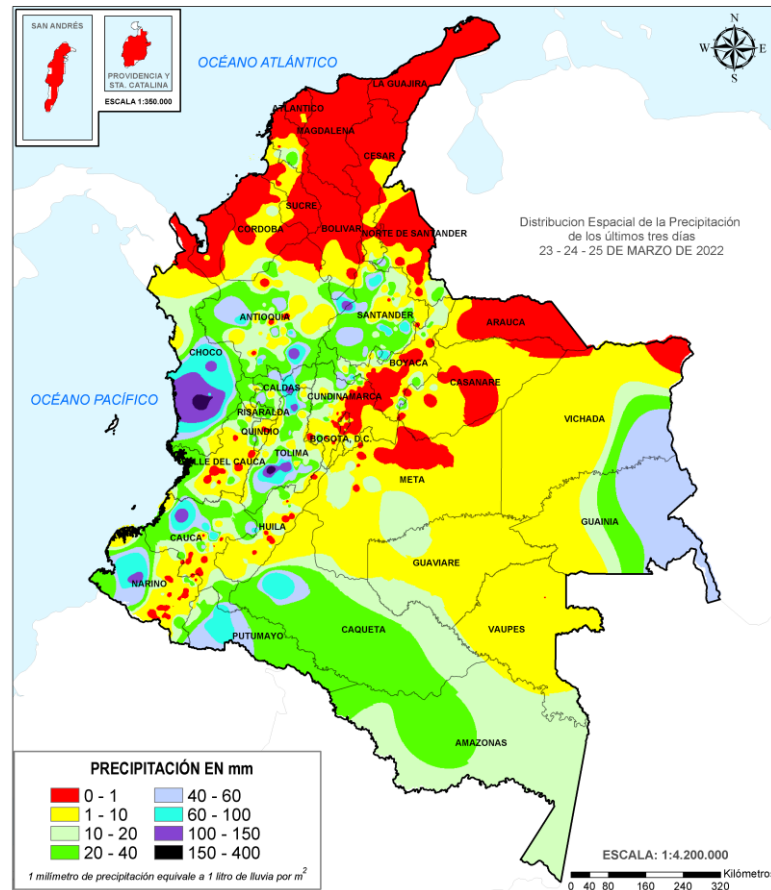 SAN ANDRÉS
PROVIDENCIA Y
STA. CATALINA
ESCALA 1:350.000
OCÉANO ATLÁNTICO
N
W
E
S
LA GUAJIRA
ATLANTICO
MAGDALENA
CESAR
SUCRE
CORDOBA
BOLIVAR
NORTE DE SANTANDER
Distribucion Espacial de la Precipitación
de los últimos tres días
23 - 24 - 25 DE MARZO DE 2022
ANTIOQUIA
SANTANDER
ARAUCA
CHOCO
BOYACA
CASANARE
CALDAS
CUNDINAMARCA
OCÉANO PACÍFICO
RISARALDA
VICHADA
QUINDIO
BOGOTA, D.C.
TOLIMA
VALLE DEL CAUCA
META
GUAINIA
HUILA
CAUCA
GUAVIARE
NARINO
CAQUETA
VAUPES
PUTUMAYO
AMAZONAS
PRECIPITACIÓN EN mm
0 - 1
40 - 60
1 - 10
60 - 100
10 - 20
100 - 150
20 - 40
150 - 400
1 milímetro de precipitación equivale a 1 litro de lluvia por m2
ESCALA: 1:4.200.000
Kilómetros
0 40 80 160 240 320